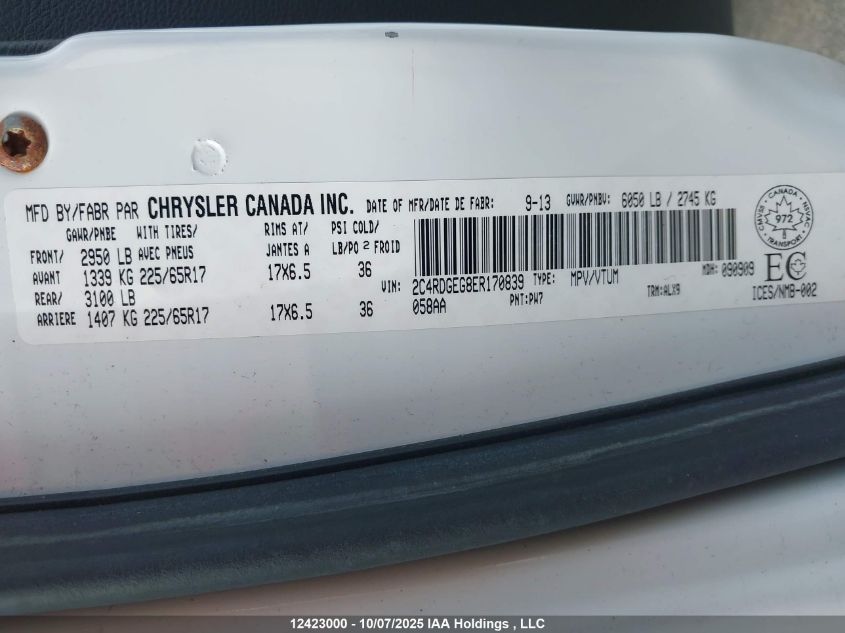 MFD BY/FABR PAR CHRYSLER CANADA INC. DATE OF MFR/DATE DE FABR: 9-13 GVWR/PNBV: 6050 LB / 2745 KG
GAWR/PNBE WITH TIRES/ RIMS AT/ PSI COLD/
FRONT/ 2950 LB AVEC PNEUS JANTES A LB/PO 2 FROID
AVANT 1339 KG 225/65R17 17X6.5 36
REAR/ 3100 LB
ARRIERE 1407 KG 225/65R17 17X6.5 36
VIN: 2C4RDGEG8ER170839 TYPE: MPV/VTUM MDH: 090909
058AA PNT:PW7 TRM:ALX9
CANADA
CMVSS NVSAC
972
TRANSPORT
EC
ICES/NMB-002
12423000 - 10/07/2025 IAA Holdings , LLC